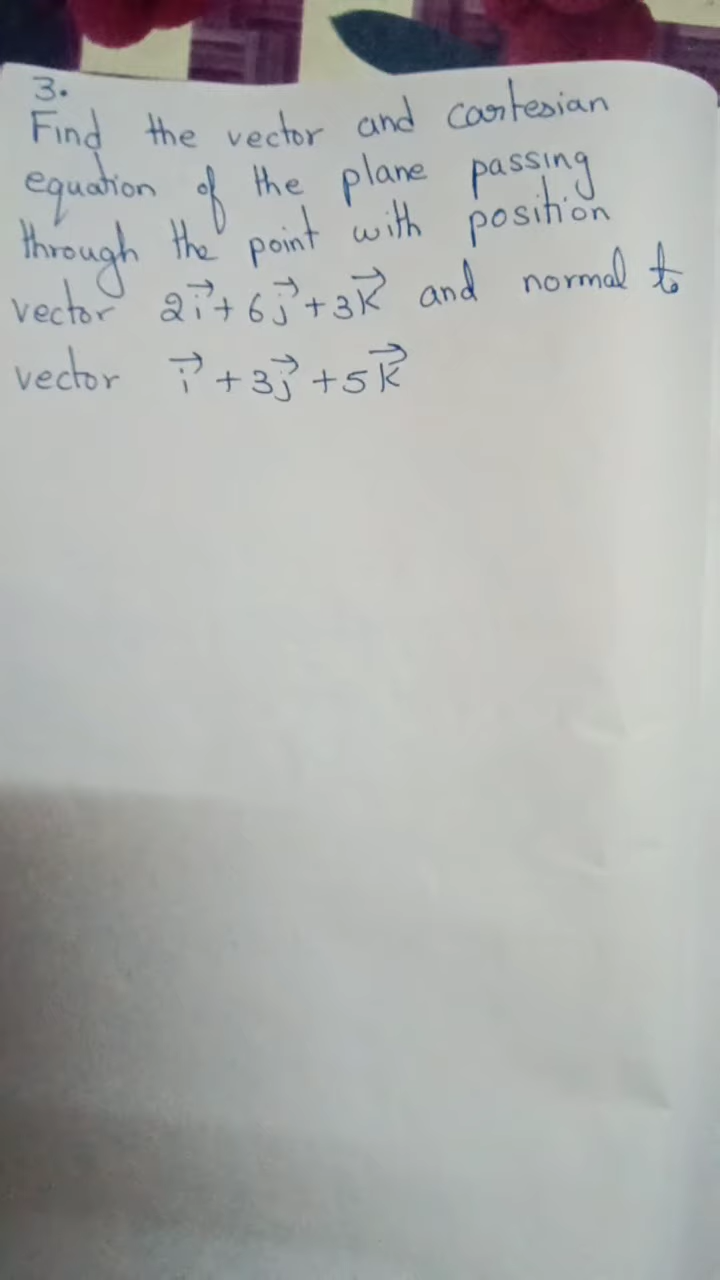 3.
Find the vector and cartesian
equation of the plane passing
through the point with position
vector 2i⃗ + 6j⃗ + 3k⃗ and normal to
vector i⃗ + 3j⃗ + 5k⃗